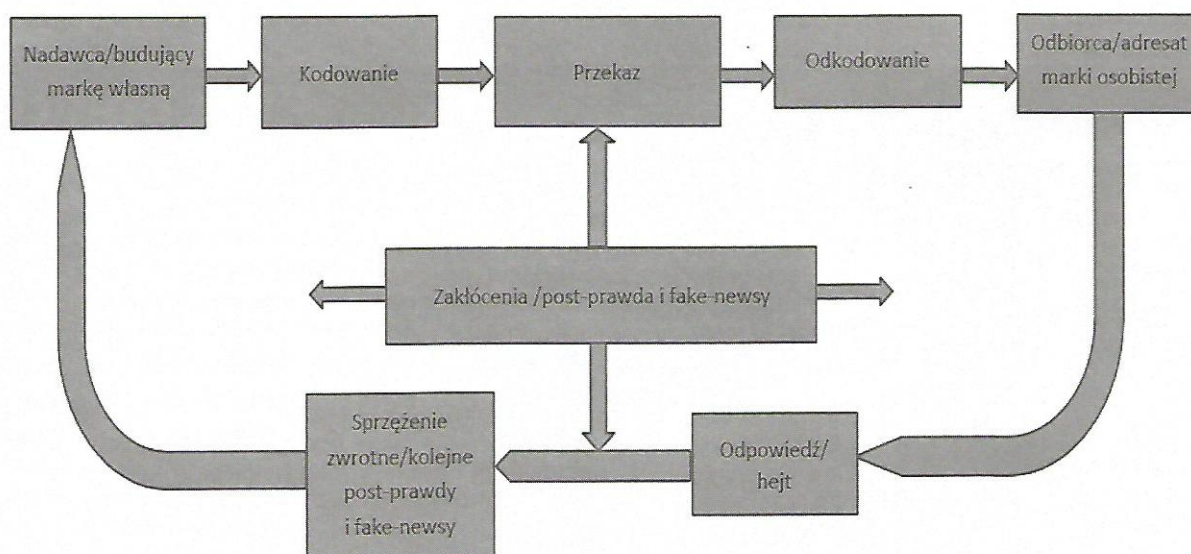 Nadawca/budujący
markę własną
Kodowanie
Przekaz
Odkodowanie
Odbiorca/adresat
marki osobistej
Zakłócenia /post-prawda i fake-newsy
Sprzężenie
zwrotne/kolejne
post-prawdy
i fake-newsy
Odpowiedź/
hejt